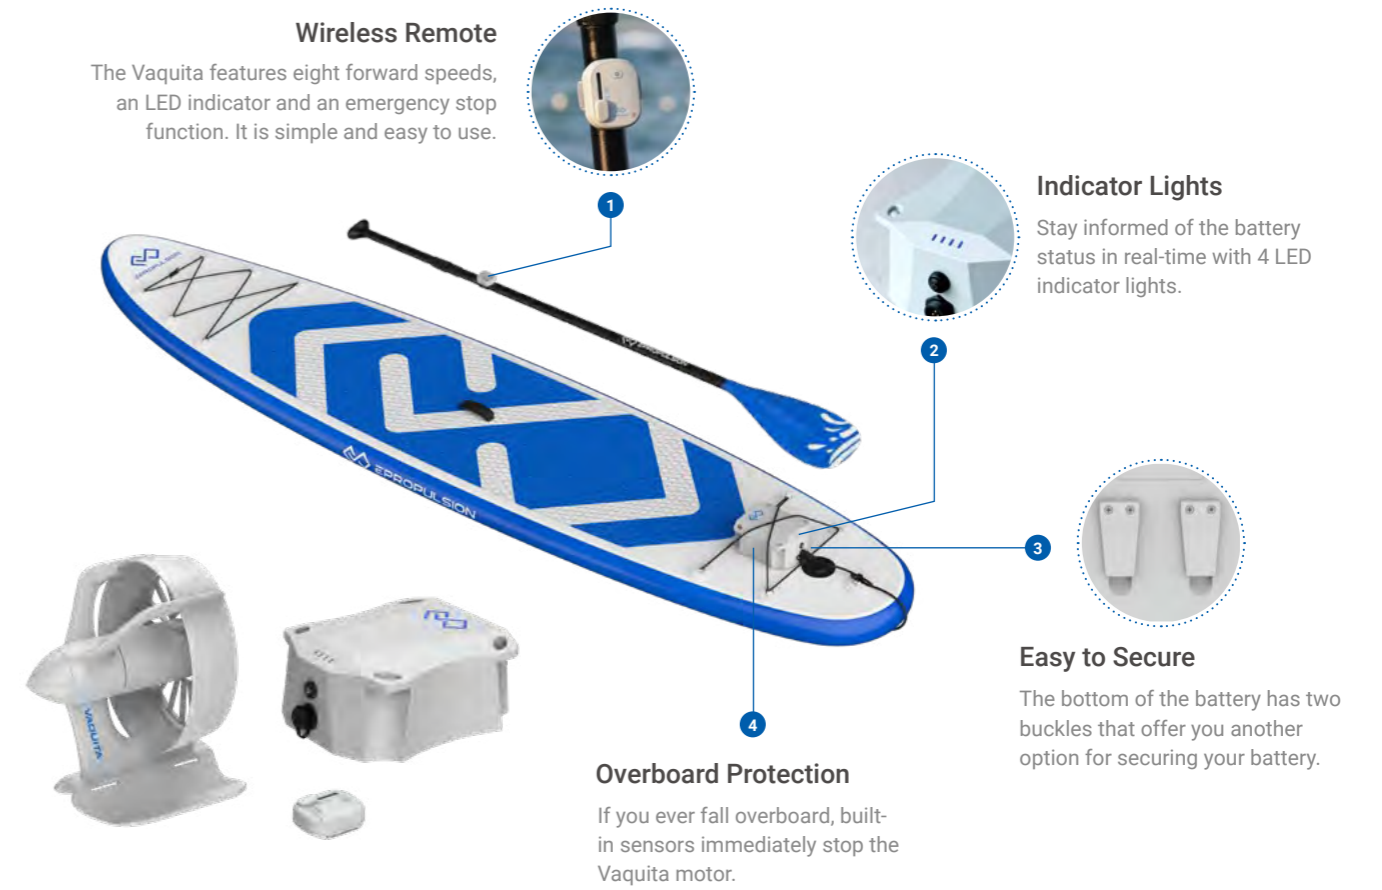 Wireless Remote
The Vaquita features eight forward speeds,
an LED indicator and an emergency stop
function. It is simple and easy to use.
1
Indicator Lights
Stay informed of the battery
status in real-time with 4 LED
indicator lights.
2
EPROPULSION
EPROPULSION
EPROPULSION
3
Easy to Secure
The bottom of the battery has two
buckles that offer you another
option for securing your battery.
VAQUITA
4
Overboard Protection
If you ever fall overboard, built-
in sensors immediately stop the
Vaquita motor.